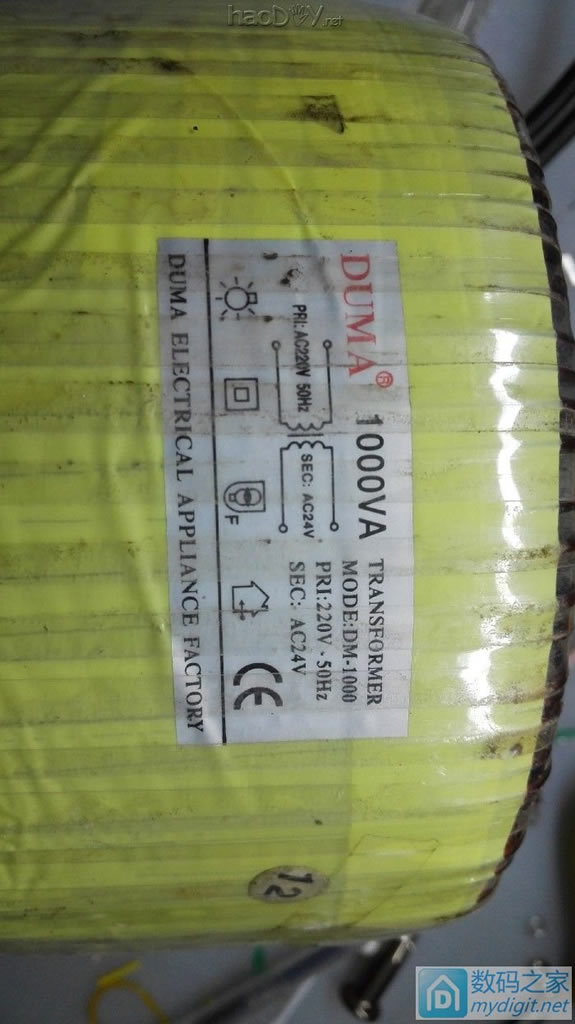 haoDIY.net
DUMA® 1000VA
TRANSFORMER
MODE:DM-1000
PRI:220V - 50Hz
SEC: AC24V
PRI:AC220V 50Hz
SEC: AC24V
F
CE
DUMA ELECTRICAL APPLIANCE FACTORY
12
数码之家
mydigit.net